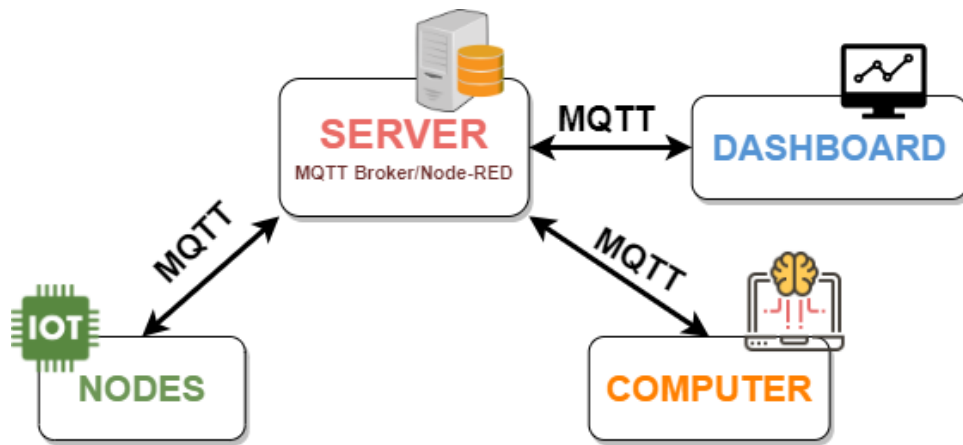 SERVER
MQTT Broker/Node-RED
MQTT
DASHBOARD
MQTT
MQTT
IOT
NODES
COMPUTER